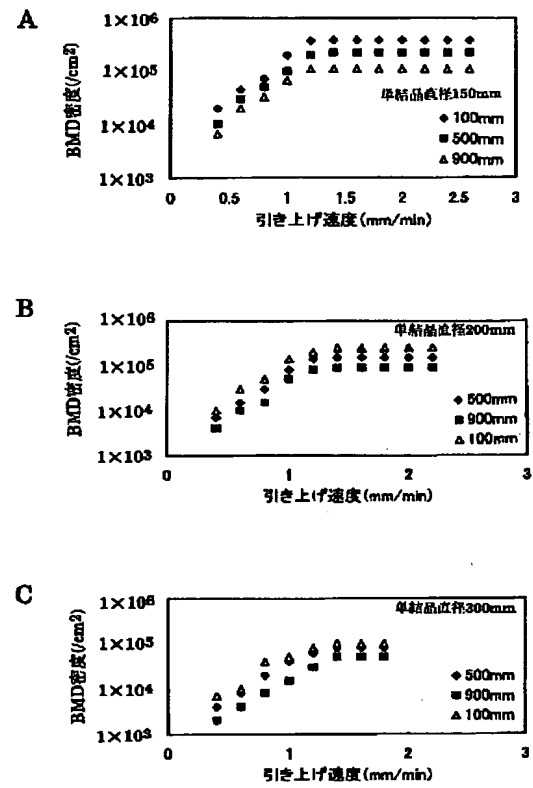 A
BMD密度(/cm2)
1×10⁶
1×10⁵
1×10⁴
1×10³
単結晶直径150mm
◆ 100mm
■ 500mm
△ 900mm
0 0.5 1 1.5 2 2.5 3
引き上げ速度(mm/min)
B
BMD密度(/cm2)
1×10⁶
1×10⁵
1×10⁴
1×10³
単結晶直径200mm
◆ 500mm
■ 900mm
△ 100mm
0 1 2 3
引き上げ速度(mm/min)
C
BMD密度(/cm2)
1×10⁶
1×10⁵
1×10⁴
1×10³
単結晶直径300mm
◆ 500mm
■ 900mm
△ 100mm
0 1 2 3
引き上げ速度(mm/min)